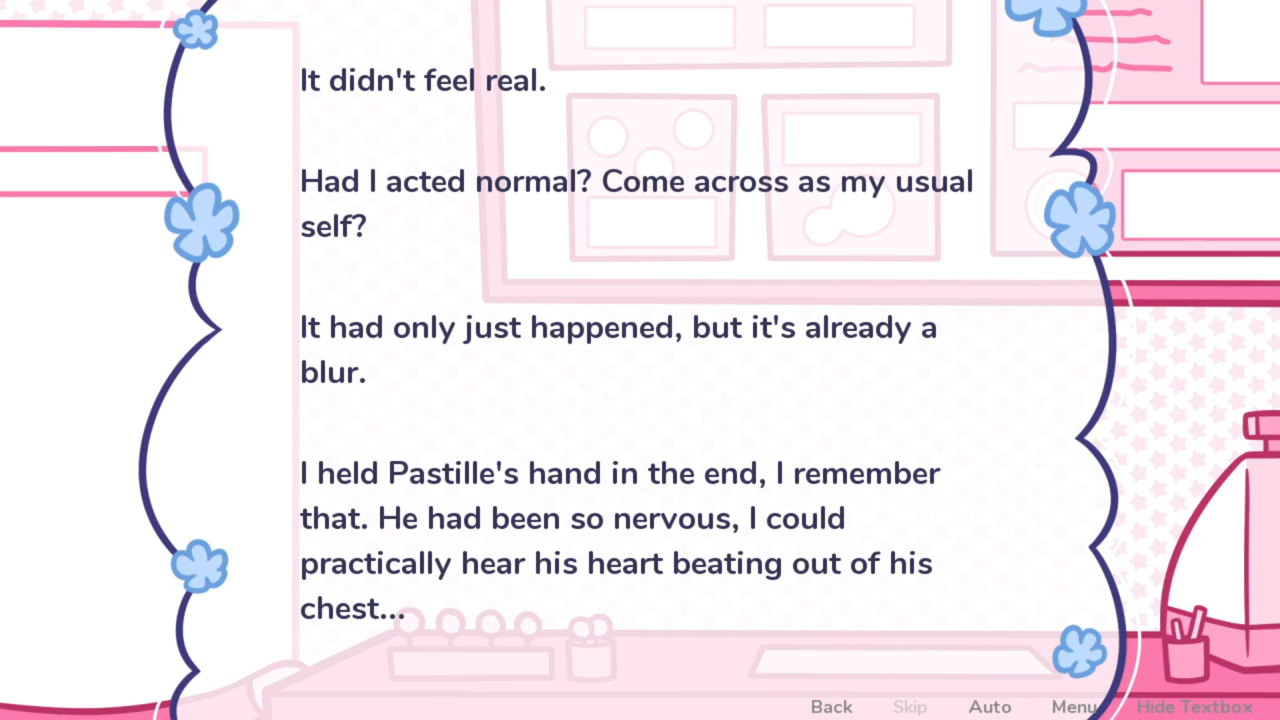 It didn't feel real.
Had I acted normal? Come across as my usual
self?
It had only just happened, but it's already a
blur.
I held Pastille's hand in the end, I remember
that. He had been so nervous, I could
practically hear his heart beating out of his
chest...
Back Skip Auto Menu Hide Textbox